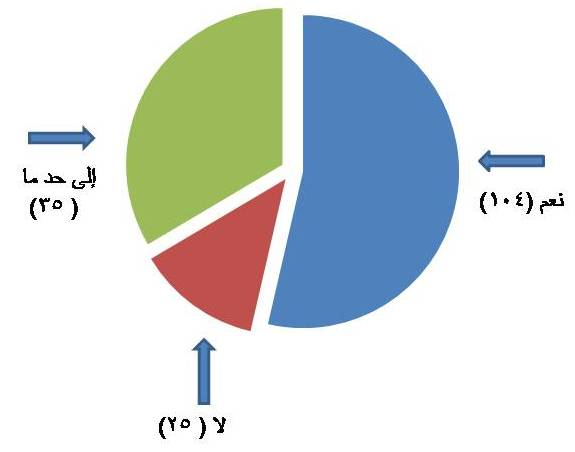 إلى حد ما
( ٣٥)
نعم (١٠٤)
لا ( ٢٥)